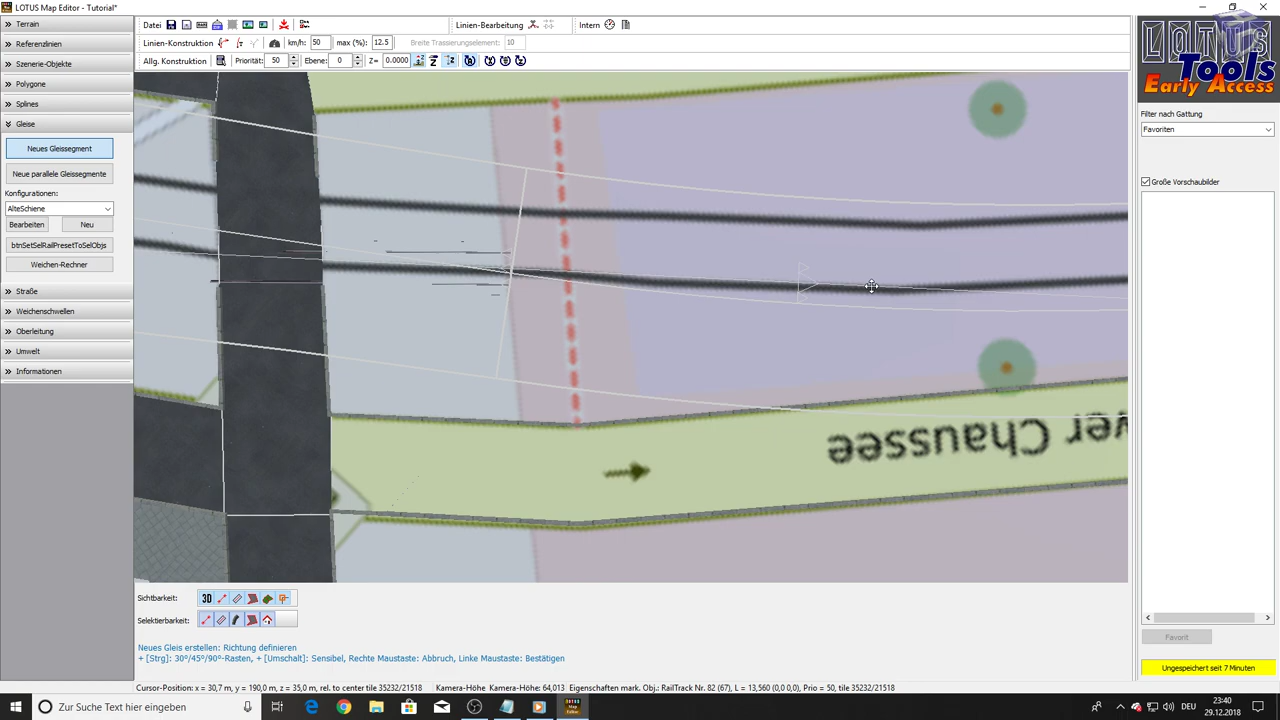 LOTUS Map Editor - Tutorial*
Terrain
Referenzlinien
Szenerie-Objekte
Polygone
Splines
Gleise
Neues Gleissegment
Neue parallele Gleissegmente
Konfigurationen:
AlteSchiene
Bearbeiten
Neu
btnSetSelRailPresetToSelObjs
Weichen-Rechner
Straße
Weichenschwellen
Oberleitung
Umwelt
Informationen
Datei
Linien-Bearbeitung
Intern
Linien-Konstruktion
km/h: 50
max (%): 12.5
Breite Trassierungselement: 10
Allg. Konstruktion
Priorität: 50
Ebene: 0
Z= 0.0000
ver Chaussee
Sichtbarkeit:
3D
Selektierbarkeit:
Neues Gleis erstellen: Richtung definieren
+ [Strg]: 30º/45º/90º-Rasten, + [Umschalt]: Sensibel, Rechte Maustaste: Abbruch, Linke Maustaste: Bestätigen
Cursor-Position: x = 30,7 m, y = 190,0 m, z = 35,0 m, rel. to center tile 35232/21518
Kamera-Höhe Kamera-Höhe: 64,013
Eigenschaften mark. Obj.: RailTrack Nr. 82 (67), L = 13,560 (0,0 0,0), Prio = 50, tile 35232/21518
LOTUS
Tools
Early Access
Filter nach Gattung
Favoriten
Große Vorschaubilder
Favorit
Ungespeichert seit 7 Minuten
Zur Suche Text hier eingeben
DEU
23:40
29.12.2018